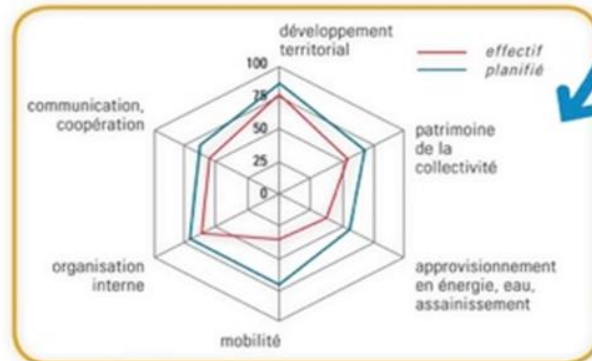 développement
territorial
effectif
planifié
100
75
50
25
0
communication,
coopération
patrimoine
de la
collectivité
organisation
interne
approvisionnement
en énergie, eau,
assainissement
mobilité